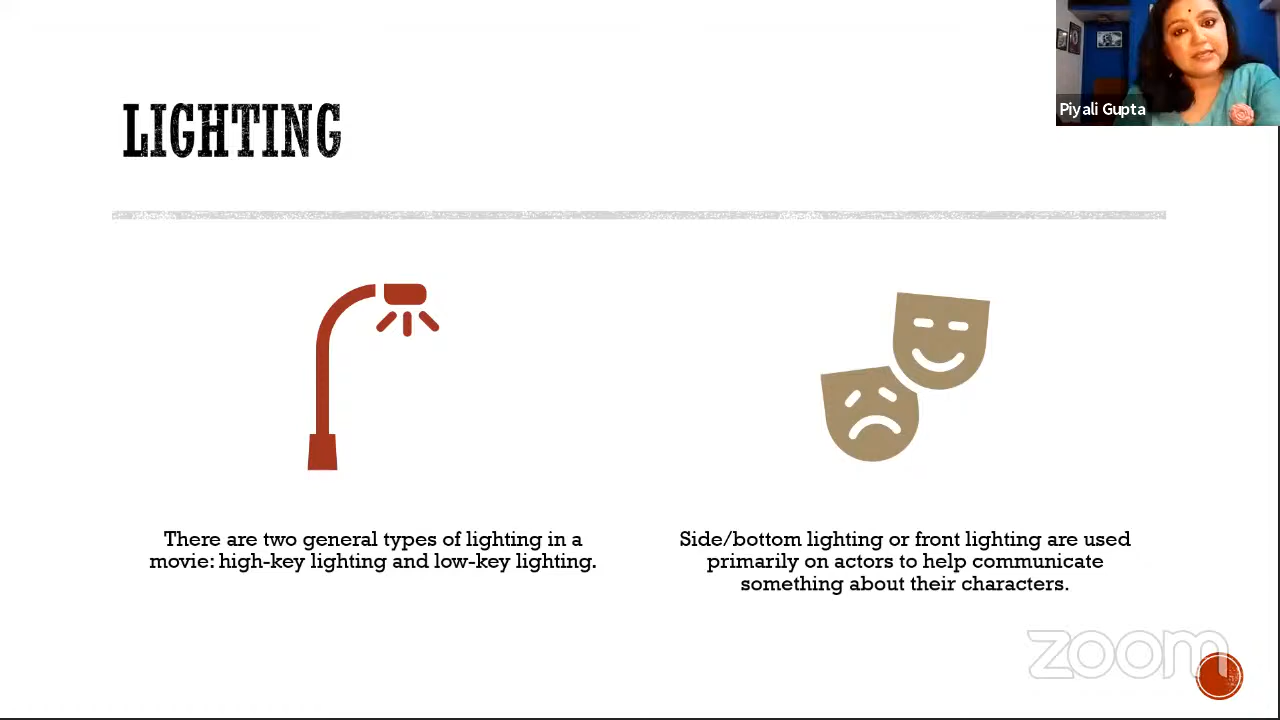 Piyali Gupta
LIGHTING
There are two general types of lighting in a
movie: high-key lighting and low-key lighting.
Side/bottom lighting or front lighting are used
primarily on actors to help communicate
something about their characters.
zoom